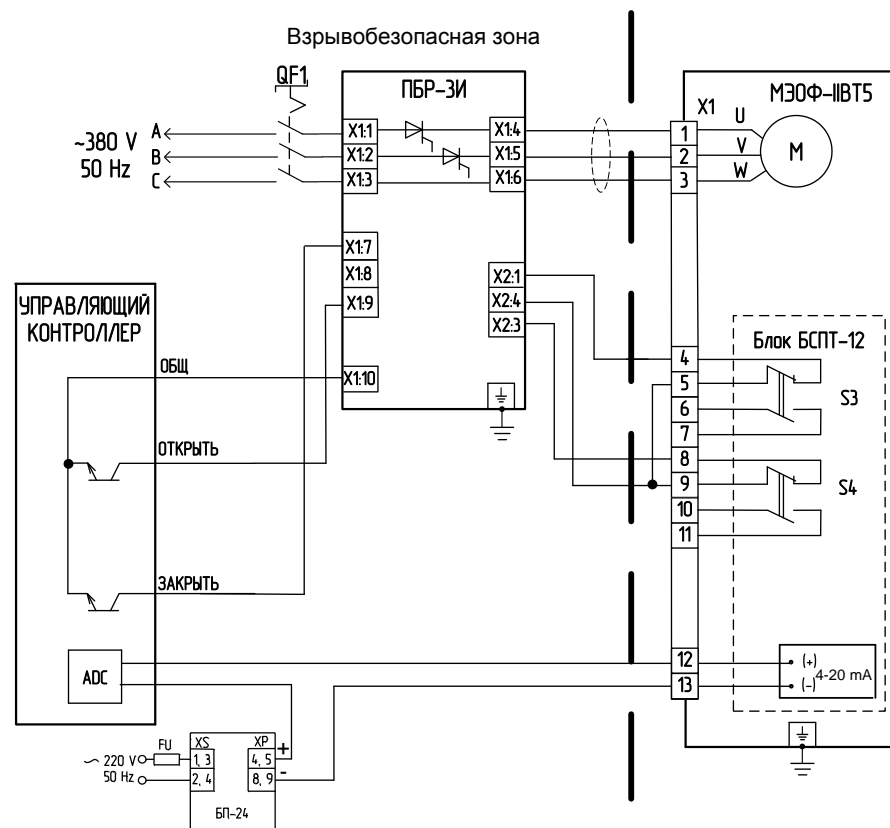 Взрывобезопасная зона
QF1
ПБР-3И
X1
МЭОФ-IIВТ5
~380 V
50 Hz
A
B
C
X1:1
X1:2
X1:3
X1:4
X1:5
X1:6
1
2
3
U
V
W
M
X1:7
X1:8
X1:9
X1:10
X2:1
X2:4
X2:3
УПРАВЛЯЮЩИЙ
КОНТРОЛЛЕР
ОБЩ
ОТКРЫТЬ
ЗАКРЫТЬ
ADC
Блок БСПТ-12
4
5
6
7
8
9
10
11
S3
S4
12
13
(+)
(-)
4-20 mA
FU
~ 220 V
50 Hz
XS
XP
1, 3
2, 4
4, 5
8, 9
+
-
БП-24